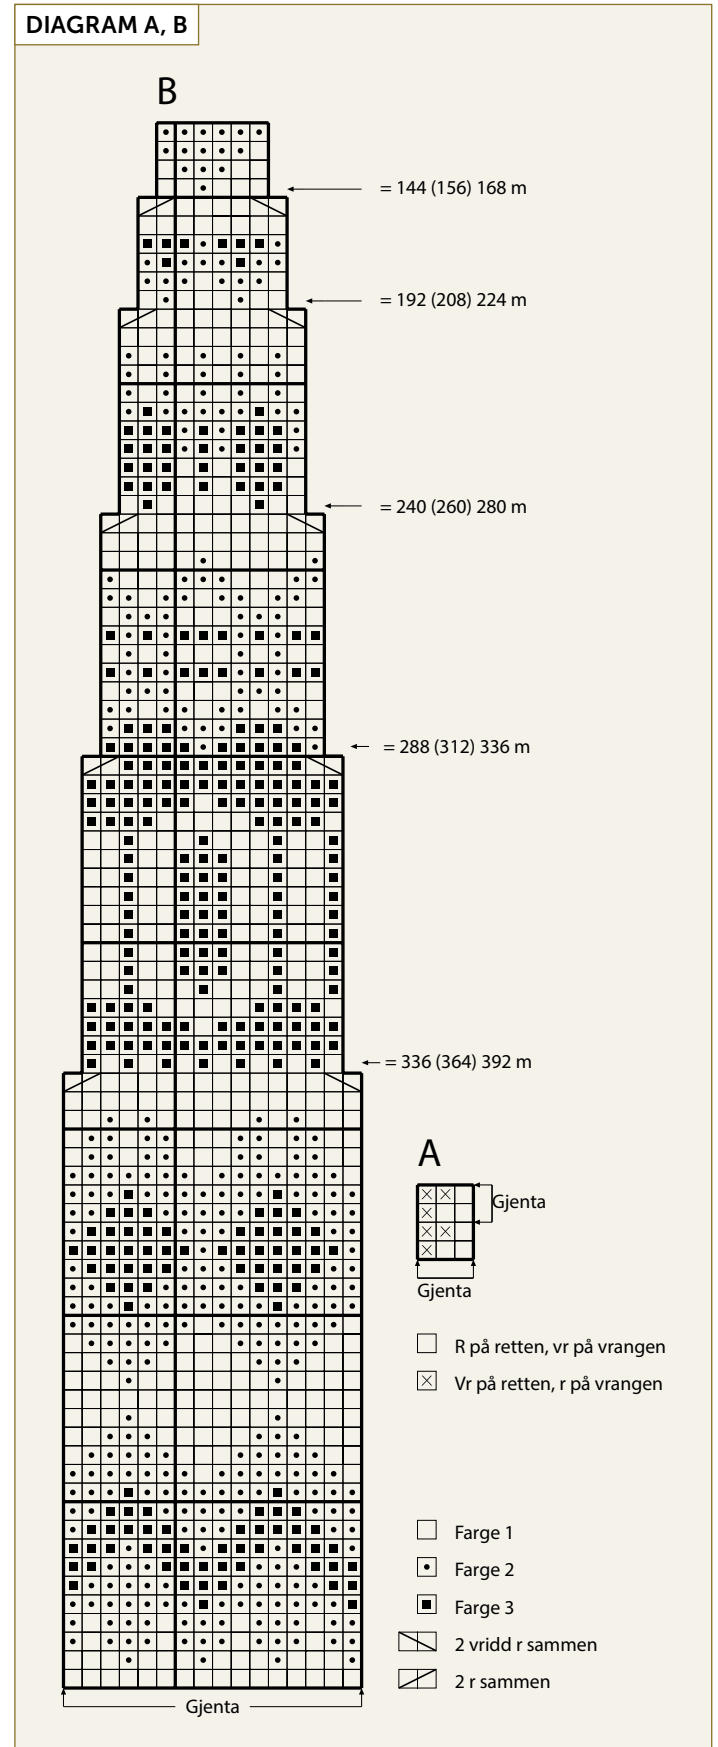 DIAGRAM A, B
B
= 144 (156) 168 m
= 192 (208) 224 m
= 240 (260) 280 m
= 288 (312) 336 m
= 336 (364) 392 m
A
Gjenta
Gjenta
R på retten, vr på vrangen
Vr på retten, r på vrangen
Farge 1
Farge 2
Farge 3
2 vridd r sammen
2 r sammen
Gjenta